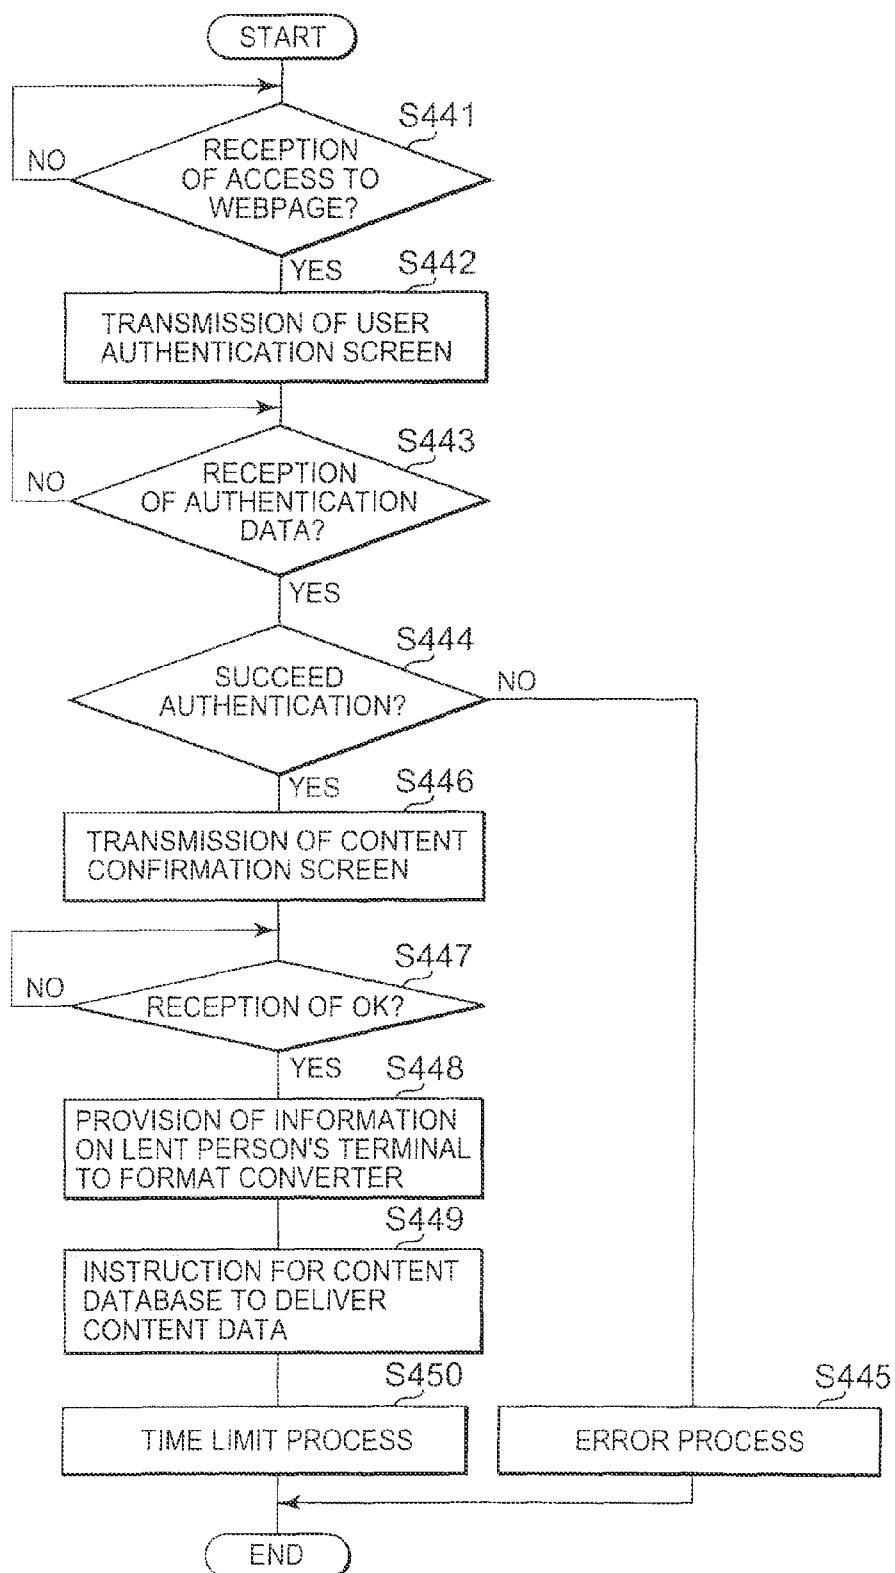 START
S441
NO
RECEPTION
OF ACCESS TO
WEBPAGE?
YES
S442
TRANSMISSION OF USER
AUTHENTICATION SCREEN
S443
NO
RECEPTION
OF AUTHENTICATION
DATA?
YES
S444
SUCCEED
AUTHENTICATION?
NO
YES
S446
TRANSMISSION OF CONTENT
CONFIRMATION SCREEN
S447
NO
RECEPTION OF OK?
YES
S448
PROVISION OF INFORMATION
ON LENT PERSON'S TERMINAL
TO FORMAT CONVERTER
S449
INSTRUCTION FOR CONTENT
DATABASE TO DELIVER
CONTENT DATA
S450
TIME LIMIT PROCESS
S445
ERROR PROCESS
END